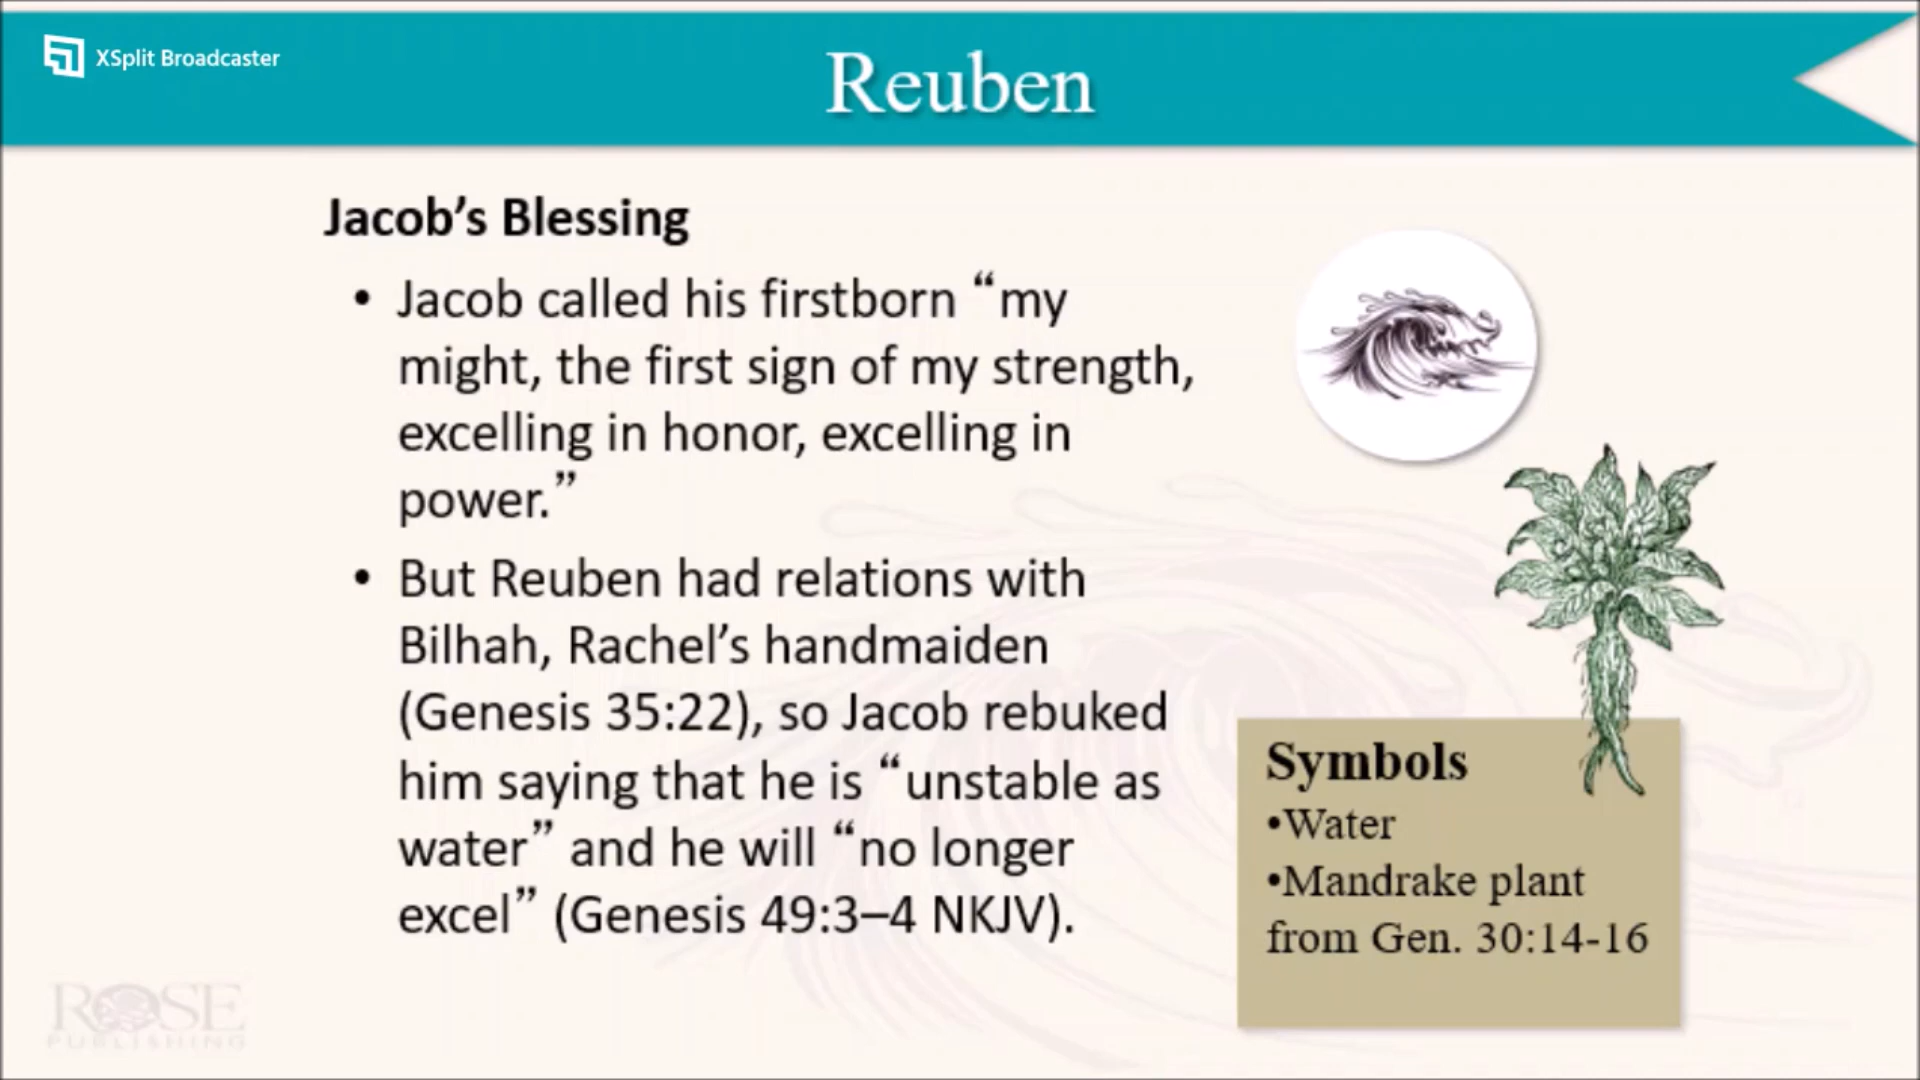 XSplit Broadcaster
Reuben
Jacob’s Blessing
• Jacob called his firstborn “my
might, the first sign of my strength,
excelling in honor, excelling in
power.”
• But Reuben had relations with
Bilhah, Rachel’s handmaiden
(Genesis 35:22), so Jacob rebuked
him saying that he is “unstable as
water” and he will “no longer
excel” (Genesis 49:3–4 NKJV).
Symbols
•Water
•Mandrake plant
from Gen. 30:14-16
ROSE
PUBLISHING